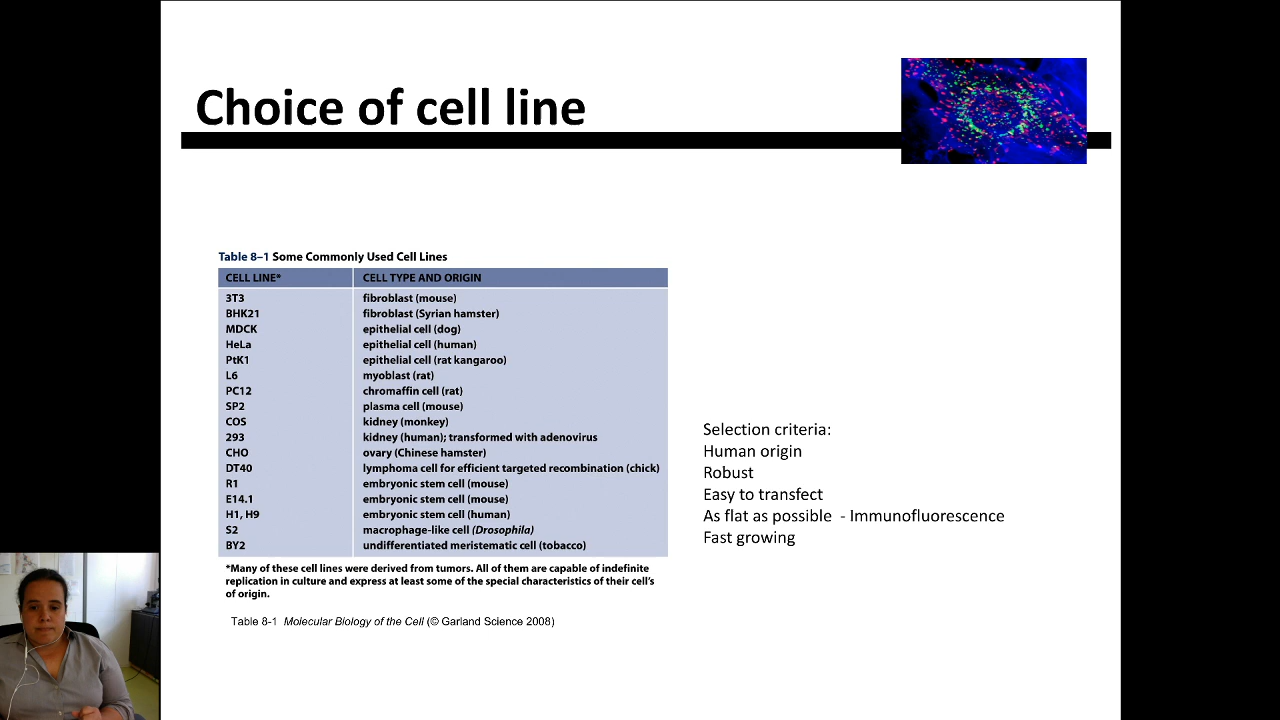 Choice of cell line
Table 8–1 Some Commonly Used Cell Lines
CELL LINE* CELL TYPE AND ORIGIN
3T3 fibroblast (mouse)
BHK21 fibroblast (Syrian hamster)
MDCK epithelial cell (dog)
HeLa epithelial cell (human)
PtK1 epithelial cell (rat kangaroo)
L6 myoblast (rat)
PC12 chromaffin cell (rat)
SP2 plasma cell (mouse)
COS kidney (monkey)
293 kidney (human); transformed with adenovirus
CHO ovary (Chinese hamster)
DT40 lymphoma cell for efficient targeted recombination (chick)
R1 embryonic stem cell (mouse)
E14.1 embryonic stem cell (mouse)
H1, H9 embryonic stem cell (human)
S2 macrophage-like cell (Drosophila)
BY2 undifferentiated meristematic cell (tobacco)
*Many of these cell lines were derived from tumors. All of them are capable of indefinite
replication in culture and express at least some of the special characteristics of their cell's
of origin.
Table 8-1 Molecular Biology of the Cell (© Garland Science 2008)
Selection criteria:
Human origin
Robust
Easy to transfect
As flat as possible - Immunofluorescence
Fast growing